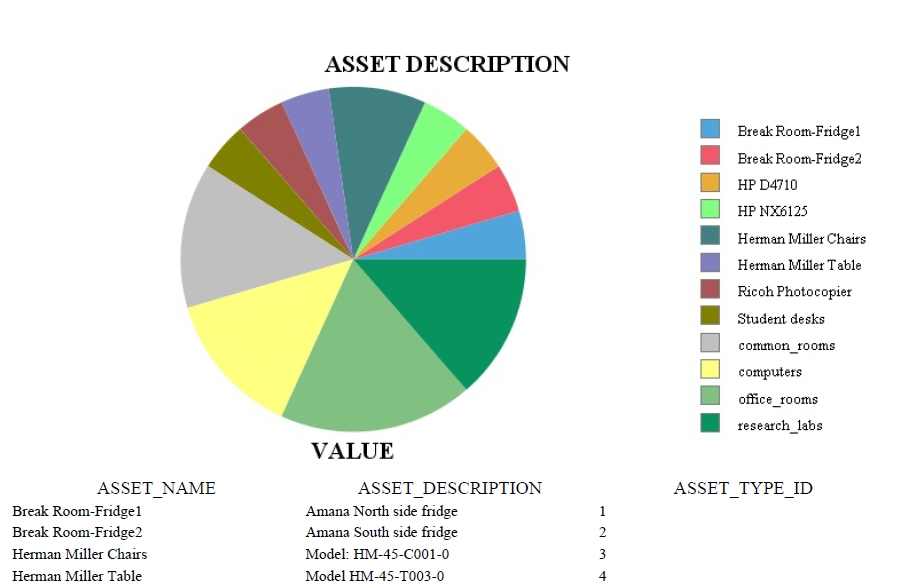 ASSET DESCRIPTION
Break Room-Fridge1
Break Room-Fridge2
HP D4710
HP NX6125
Herman Miller Chairs
Herman Miller Table
Ricoh Photocopier
Student desks
common_rooms
computers
office_rooms
research_labs
VALUE
ASSET_NAME ASSET_DESCRIPTION ASSET_TYPE_ID
Break Room-Fridge1 Amana North side fridge 1
Break Room-Fridge2 Amana South side fridge 2
Herman Miller Chairs Model: HM-45-C001-0 3
Herman Miller Table Model HM-45-T003-0 4